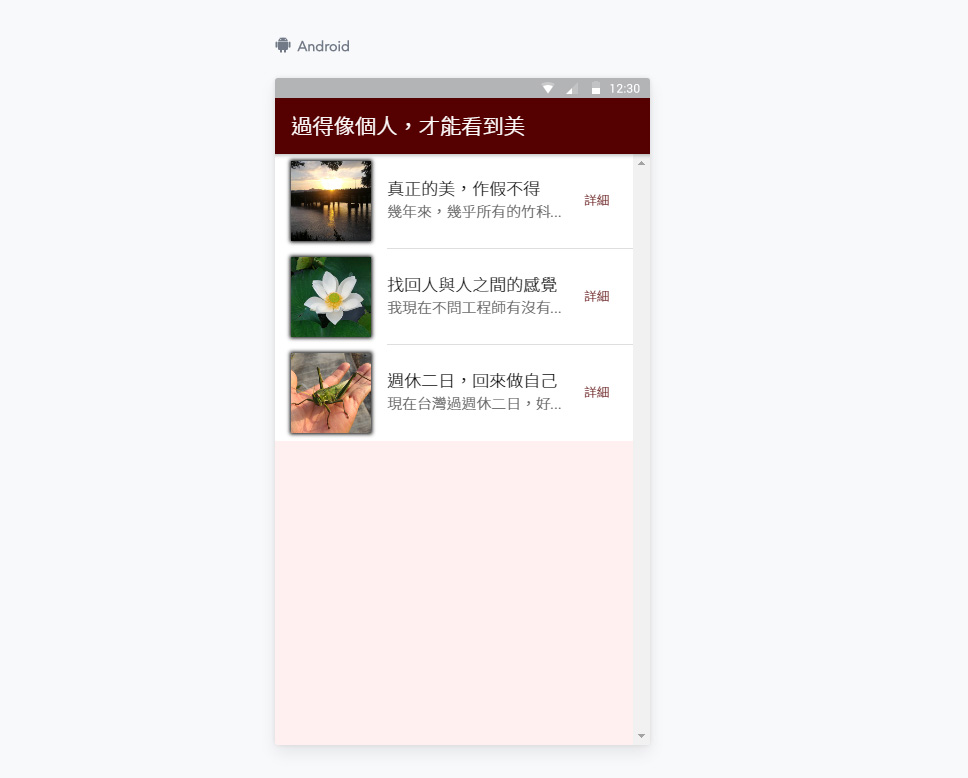 Android
12:30
過得像個人，才能看到美
真正的美，作假不得
幾年來，幾乎所有的竹科...
詳細
找回人與人之間的感覺
我現在不問工程師有沒有...
詳細
週休二日，回來做自己
現在台灣過週休二日，好...
詳細